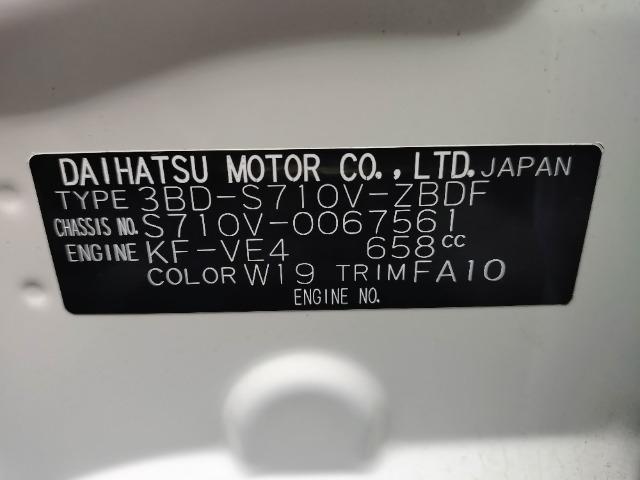 DAIHATSU MOTOR CO., LTD. JAPAN
TYPE 3BD-S710V-ZBDF
CHASSIS NO. S710V-0067561
ENGINE KF-VE4 658cc
COLOR W19 TRIM FA10
ENGINE NO.